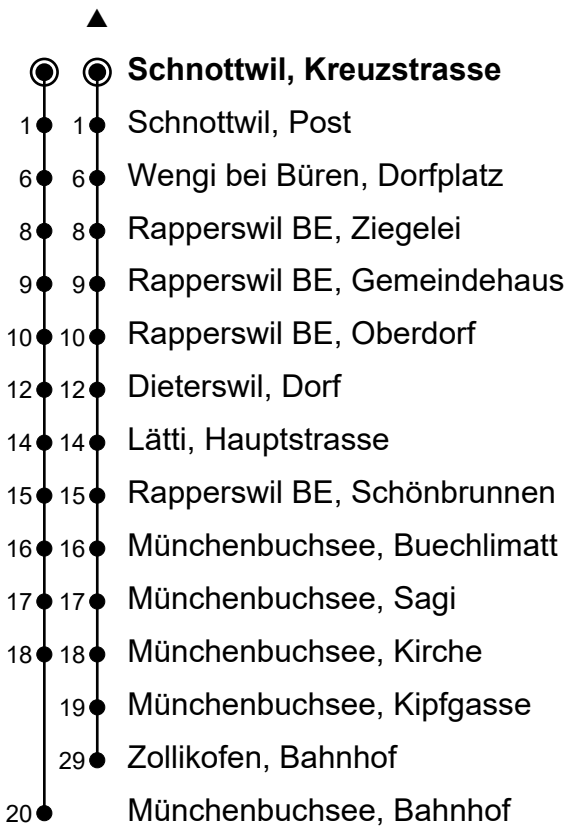 ▲
Schnottwil, Kreuzstrasse
1 1 Schnottwil, Post
6 6 Wengi bei Büren, Dorfplatz
8 8 Rapperswil BE, Ziegelei
9 9 Rapperswil BE, Gemeindehaus
10 10 Rapperswil BE, Oberdorf
12 12 Dieterswil, Dorf
14 14 Lätti, Hauptstrasse
15 15 Rapperswil BE, Schönbrunnen
16 16 Münchenbuchsee, Buechlimatt
17 17 Münchenbuchsee, Sagi
18 18 Münchenbuchsee, Kirche
19 Münchenbuchsee, Kipfgasse
29 Zollikofen, Bahnhof
20 Münchenbuchsee, Bahnhof